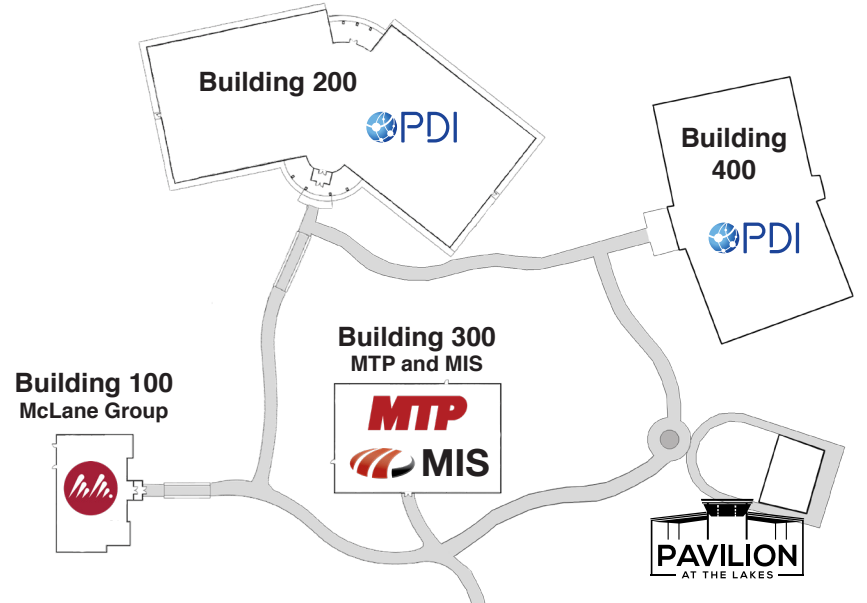 Building 200
PDI
Building
400
PDI
Building 300
MTP and MIS
MTP
MIS
Building 100
McLane Group
PAVILION
AT THE LAKES